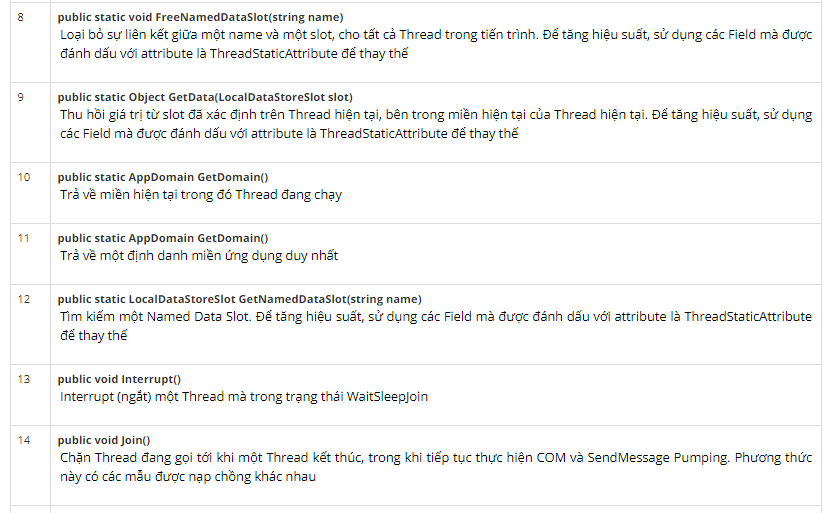 8
public static void FreeNamedDataSlot(string name)
Loại bỏ sự liên kết giữa một name và một slot, cho tất cả Thread trong tiến trình. Để tăng hiệu suất, sử dụng các Field mà được
đánh dấu với attribute là ThreadStaticAttribute để thay thế
9
public static Object GetData(LocalDataStoreSlot slot)
Thu hồi giá trị từ slot đã xác định trên Thread hiện tại, bên trong miền hiện tại của Thread hiện tại. Để tăng hiệu suất, sử dụng
các Field mà được đánh dấu với attribute là ThreadStaticAttribute để thay thế
10
public static AppDomain GetDomain()
Trả về miền hiện tại trong đó Thread đang chạy
11
public static AppDomain GetDomain()
Trả về một định danh miền ứng dụng duy nhất
12
public static LocalDataStoreSlot GetNamedDataSlot(string name)
Tìm kiếm một Named Data Slot. Để tăng hiệu suất, sử dụng các Field mà được đánh dấu với attribute là ThreadStaticAttribute
để thay thế
13
public void Interrupt()
Interrupt (ngắt) một Thread mà trong trạng thái WaitSleepJoin
14
public void Join()
Chặn Thread đang gọi tới khi một Thread kết thúc, trong khi tiếp tục thực hiện COM và SendMessage Pumping. Phương thức
này có các mẫu được nạp chồng khác nhau